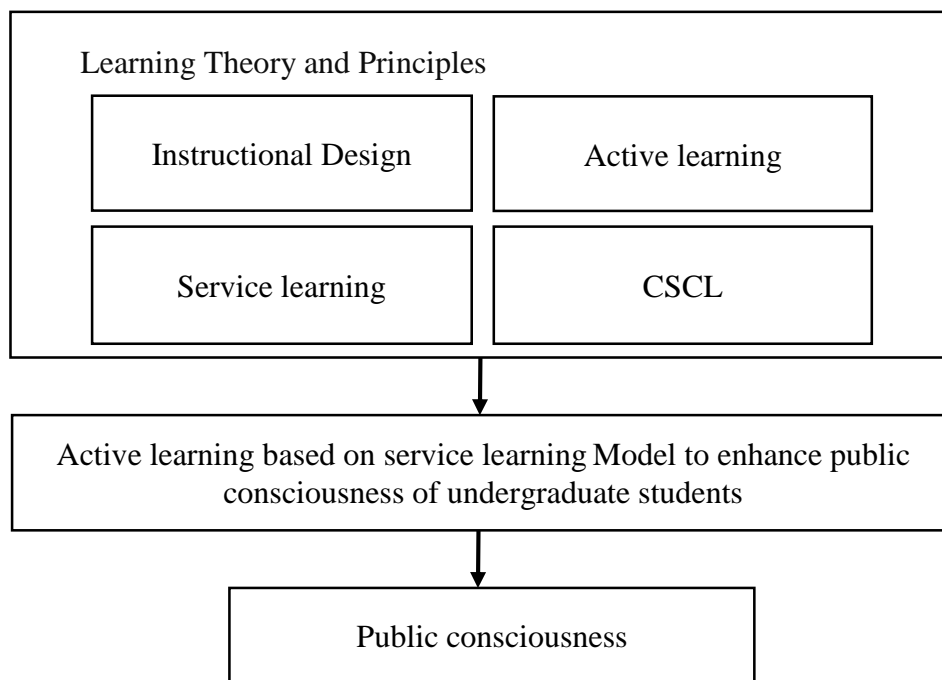 Learning Theory and Principles
Instructional Design
Active learning
Service learning
CSCL
Active learning based on service learning Model to enhance public
consciousness of undergraduate students
Public consciousness